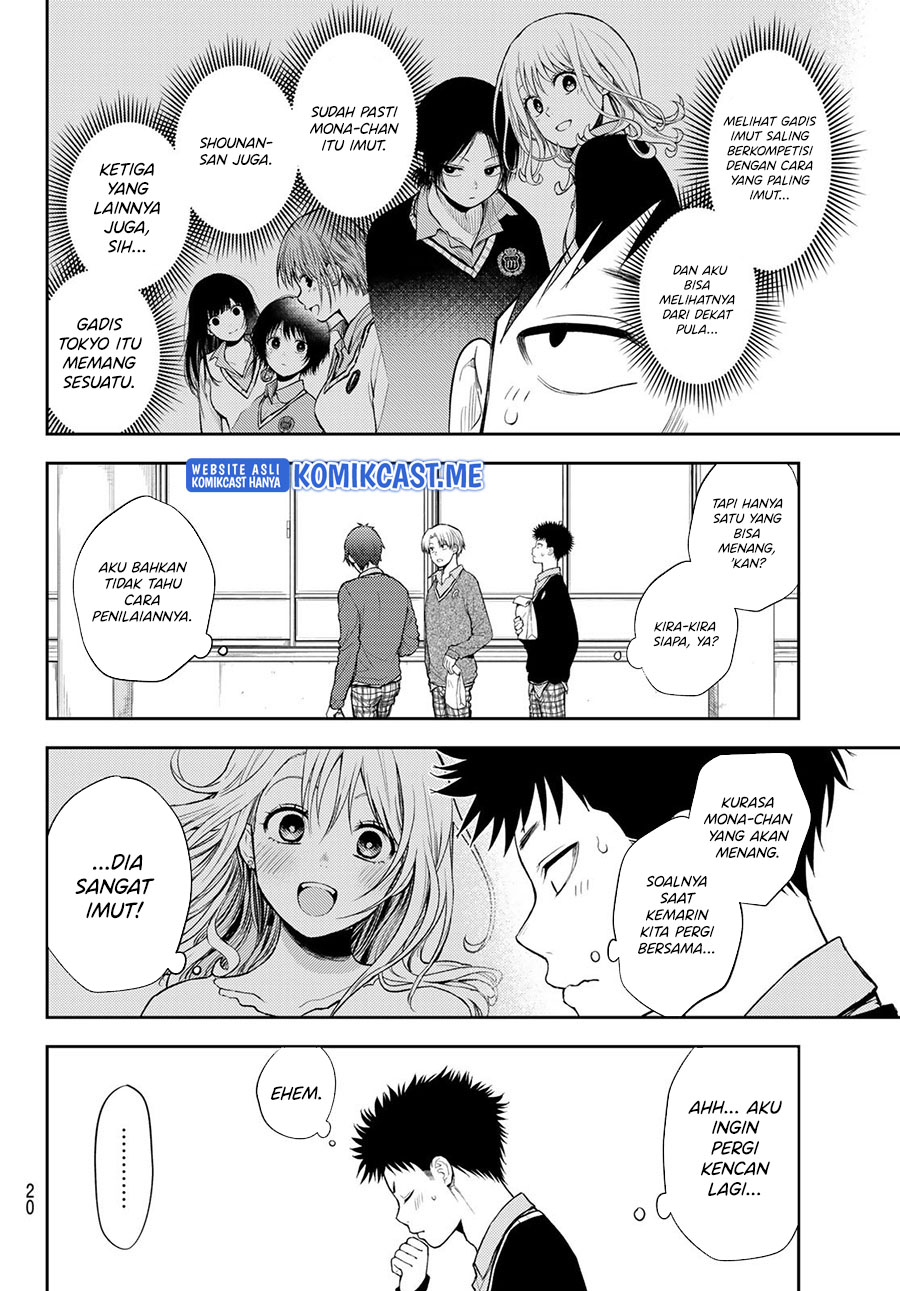 MELIHAT GADIS
IMUT SALING
BERKOMPETISI
DENGAN CARA
YANG PALING
IMUT...
DAN AKU
BISA
MELIHATNYA
DARI DEKAT
PULA...
SUDAH PASTI
MONA-CHAN
ITU IMUT.
SHOUNAN-
SAN JUGA.
KETIGA
YANG
LAINNYA
JUGA,
SIH...
GADIS
TOKYO ITU
MEMANG
SESUATU.
WEBSITE ASLI
KOMIKCAST HANYA
KOMIKCAST.ME
TAPI HANYA
SATU YANG
BISA
MENANG,
'KAN?
KIRA-KIRA
SIAPA, YA?
AKU BAHKAN
TIDAK TAHU
CARA
PENILAIANNYA.
KURASA
MONA-CHAN
YANG AKAN
MENANG.
SOALNYA
SAAT
KEMARIN
KITA PERGI
BERSAMA...
...DIA
SANGAT
IMUT!
AHH... AKU
INGIN
PERGI
KENCAN
LAGI...
EHEM.
..........
20